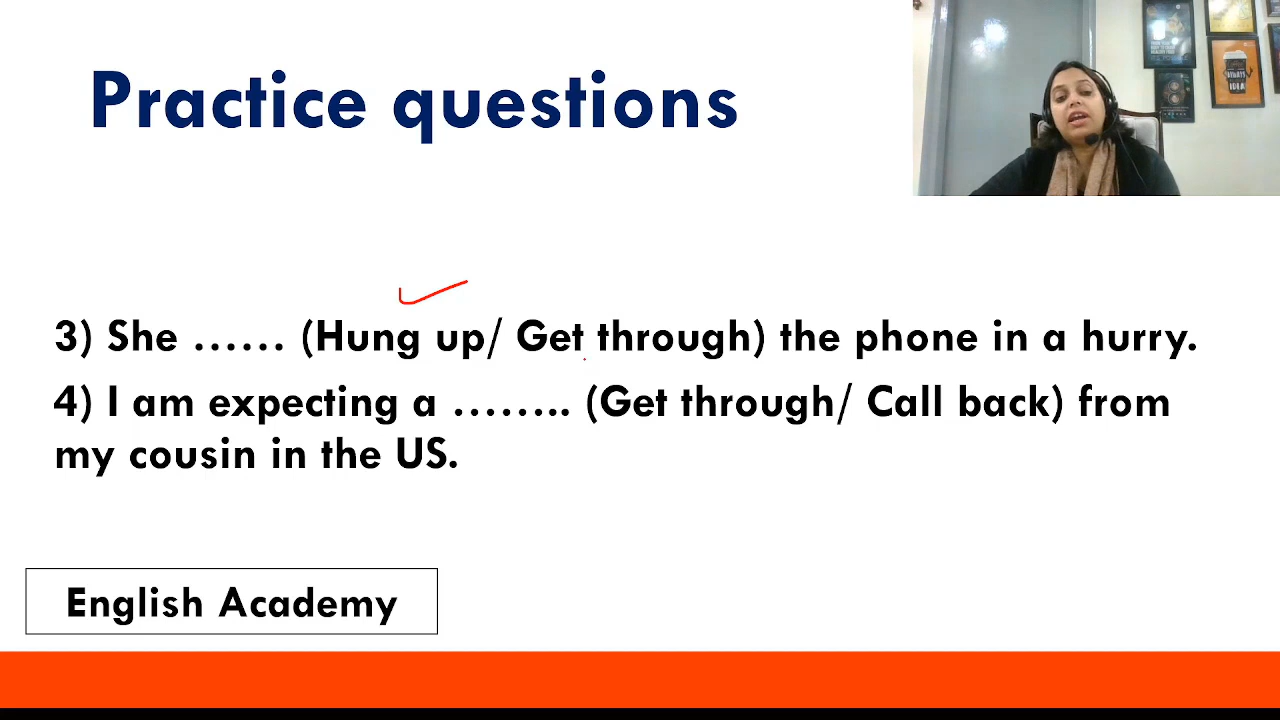 Practice questions
3) She ...... (Hung up/ Get through) the phone in a hurry.
4) I am expecting a ........ (Get through/ Call back) from
my cousin in the US.
English Academy